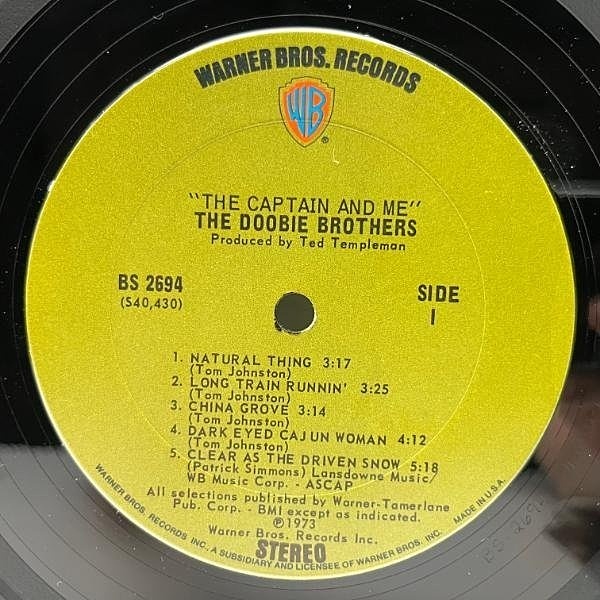 WARNER BROS. RECORDS
WB
®
"THE CAPTAIN AND ME"
THE DOOBIE BROTHERS
Produced by Ted Templeman
BS 2694
(S40,430)
SIDE
1
1. NATURAL THING 3:17
(Tom Johnston)
2. LONG TRAIN RUNNIN' 3:25
(Tom Johnston)
3. CHINA GROVE 3:14
(Tom Johnston)
4. DARK EYED CAJUN WOMAN 4:12
(Tom Johnston)
5. CLEAR AS THE DRIVEN SNOW 5:18
(Patrick Simmons) Lansdowne Music/
WB Music Corp. - ASCAP
All selections published by Warner-Tamerlane
Pub. Corp. - BMI except as indicated.
℗1973
Warner Bros. Records Inc.
STEREO
WARNER BROS. RECORDS INC. A SUBSIDIARY AND LICENSEE OF WARNER BROS. INC. MADE IN U.S.A.